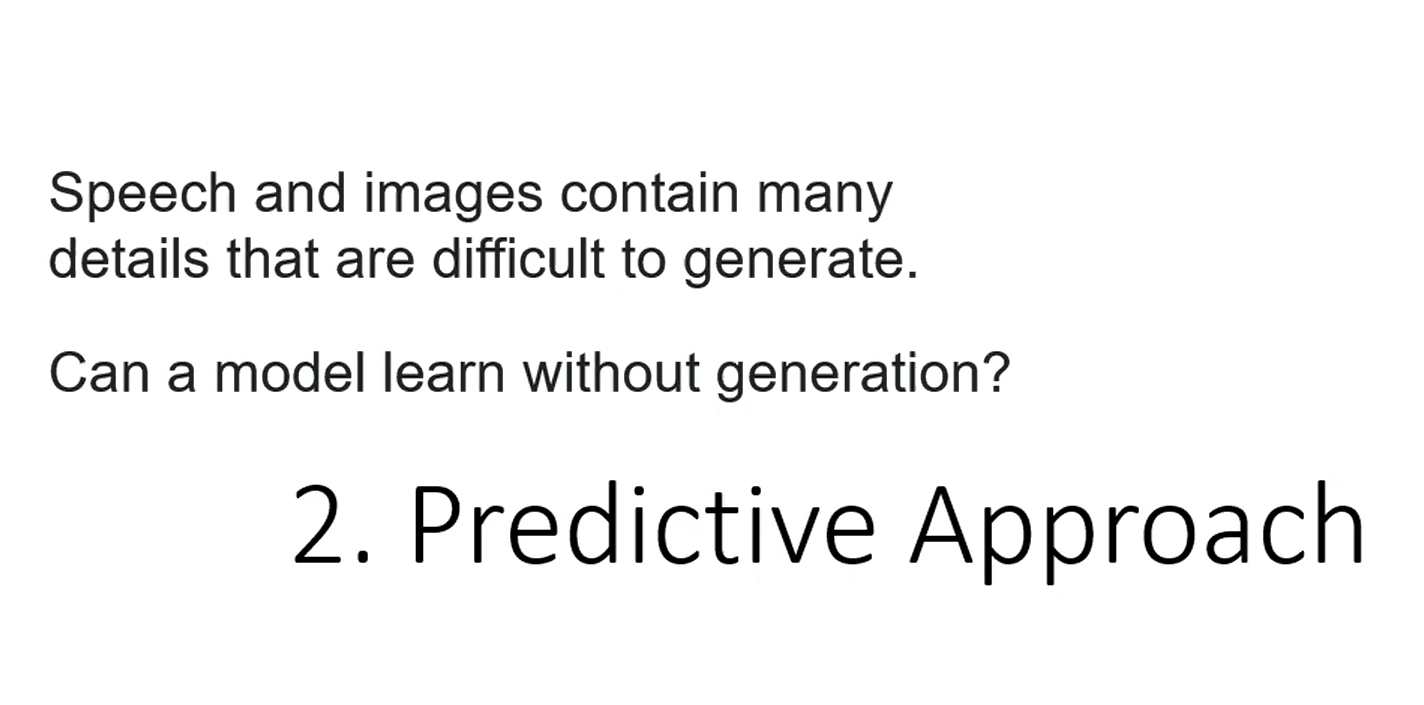 Speech and images contain many
details that are difficult to generate.
Can a model learn without generation?
2. Predictive Approach